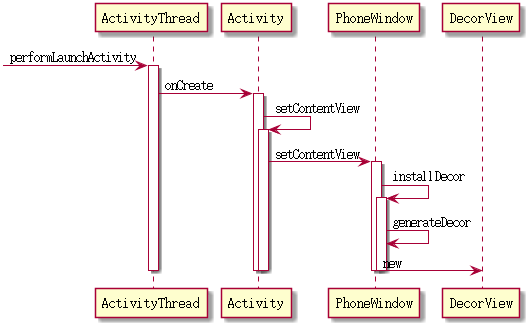 ActivityThread
Activity
PhoneWindow
DecorView
performLaunchActivity
onCreate
setContentView
setContentView
installDecor
generateDecor
new
ActivityThread
Activity
PhoneWindow
DecorView